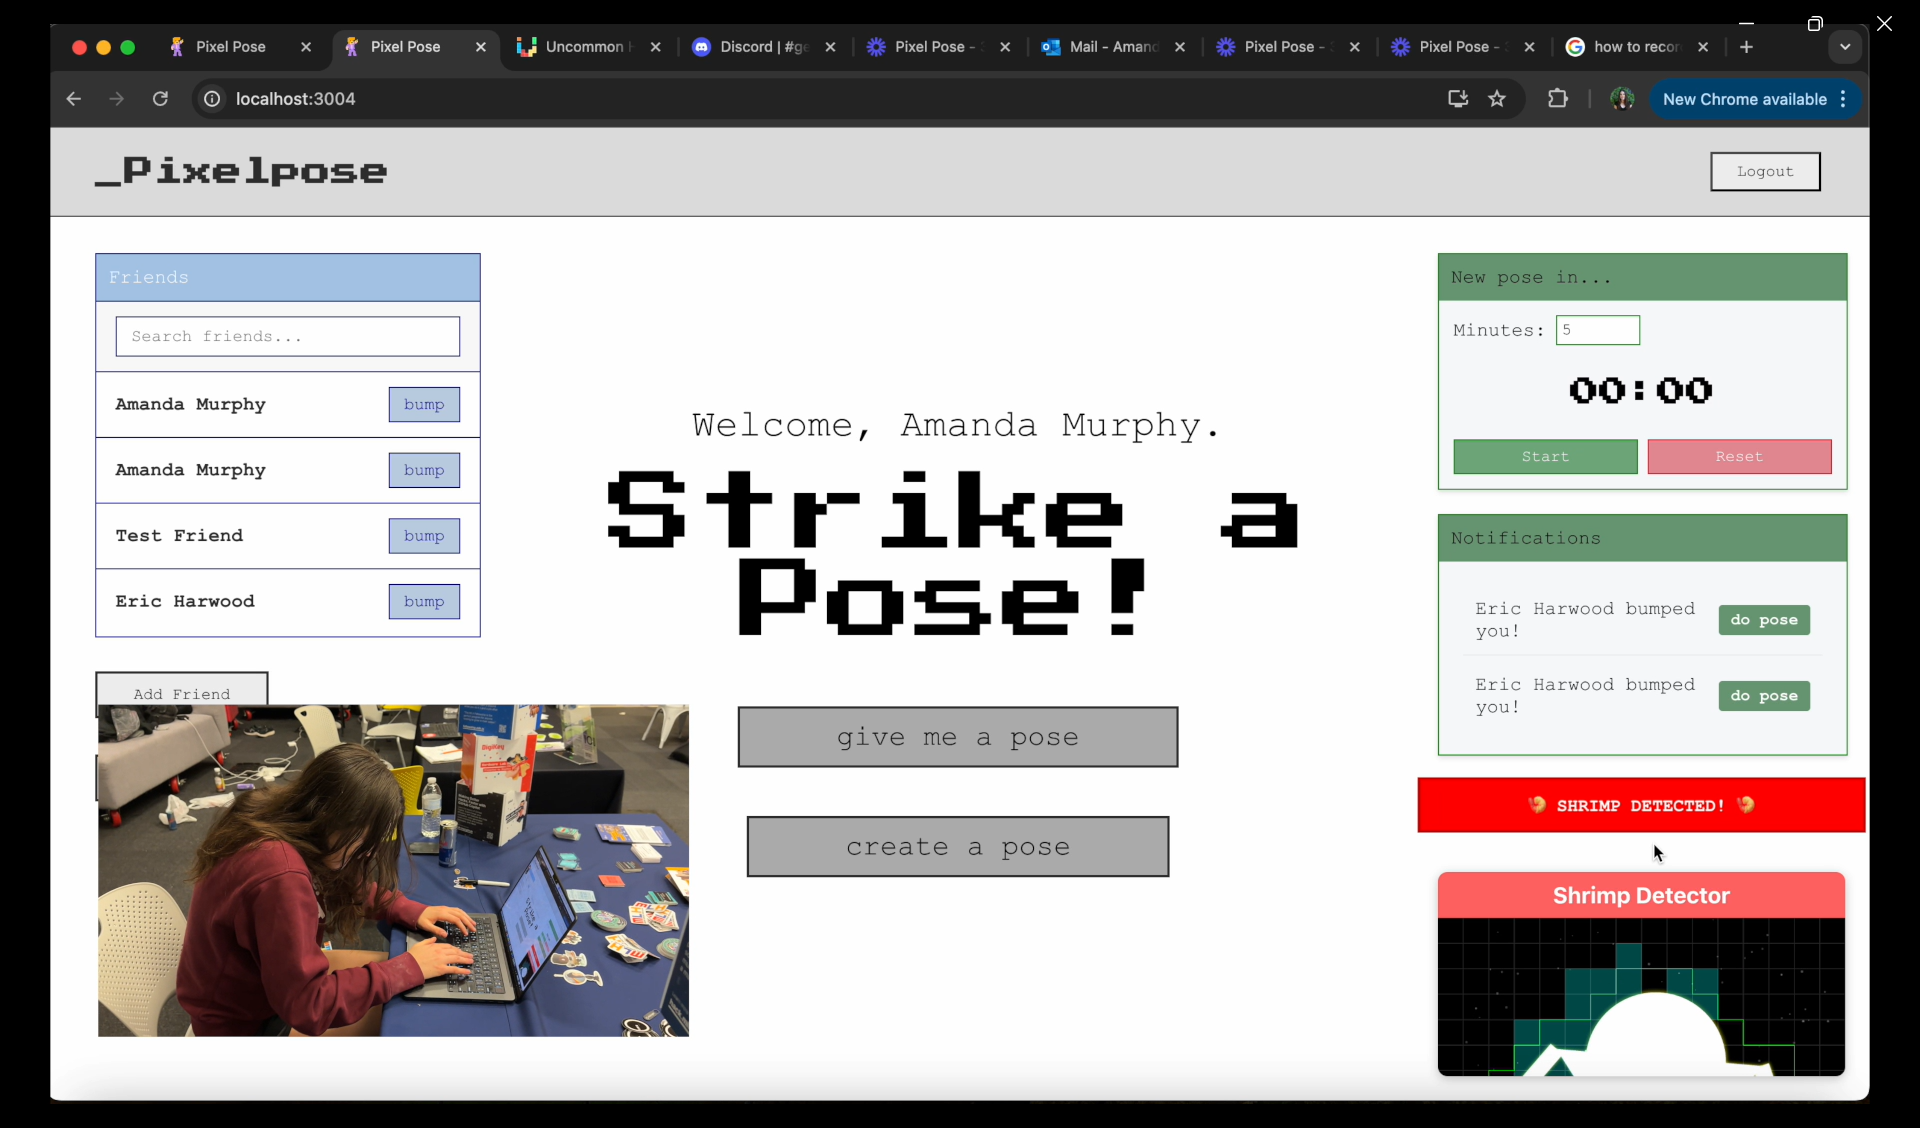 Pixel Pose
Pixel Pose
Uncommon
Discord | #ge
Pixel Pose -
Mail - Amand
Pixel Pose -
Pixel Pose -
how to recor
localhost:3004
New Chrome available
_Pixelpose
Logout
Friends
Search friends...
Amanda Murphy bump
Amanda Murphy bump
Test Friend bump
Eric Harwood bump
Add Friend
Welcome, Amanda Murphy.
Strike a
Pose!
give me a pose
create a pose
New pose in...
Minutes: 5
00:00
Start Reset
Notifications
Eric Harwood bumped
you!
do pose
Eric Harwood bumped
you!
do pose
🍤 SHRIMP DETECTED! 🍤
Shrimp Detector
DigiKey
Strike a
Pose!